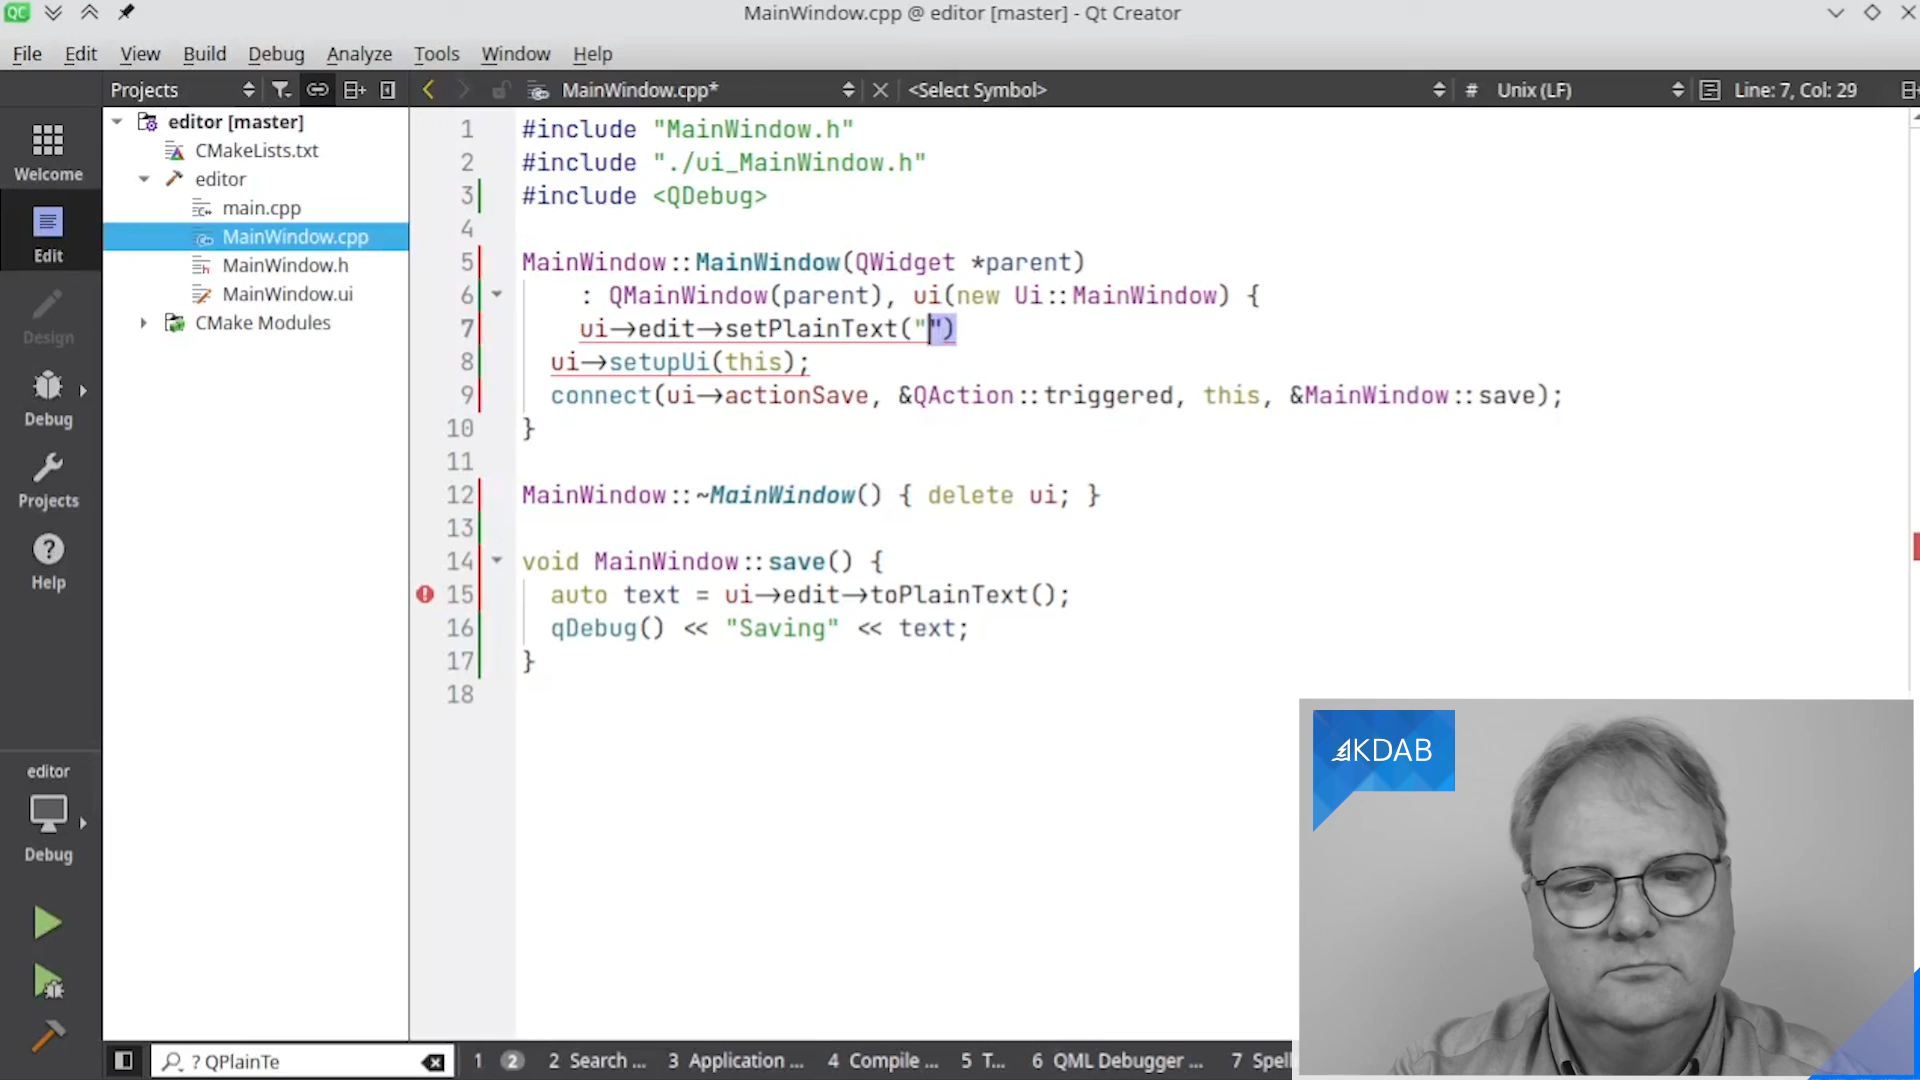 QC
MainWindow.cpp @ editor [master] - Qt Creator
File Edit View Build Debug Analyze Tools Window Help
Projects
MainWindow.cpp*
<Select Symbol>
#
Unix (LF)
Line: 7, Col: 29
Welcome
Edit
Design
Debug
Projects
Help
editor
Debug
editor [master]
CMakeLists.txt
editor
main.cpp
MainWindow.cpp
MainWindow.h
MainWindow.ui
CMake Modules
1 #include "MainWindow.h"
2 #include "./ui_MainWindow.h"
3 #include <QDebug>
4
5 MainWindow::MainWindow(QWidget *parent)
6 : QMainWindow(parent), ui(new Ui::MainWindow) {
7 ui->edit->setPlainText("")
8 ui->setupUi(this);
9 connect(ui->actionSave, &QAction::triggered, this, &MainWindow::save);
10 }
11
12 MainWindow::~MainWindow() { delete ui; }
13
14 void MainWindow::save() {
15 auto text = ui->edit->toPlainText();
16 qDebug() << "Saving" << text;
17 }
18
KDAB
? QPlainTe
1 2 2 Search ... 3 Application ... 4 Compile ... 5 T... 6 QML Debugger ... 7 Spell